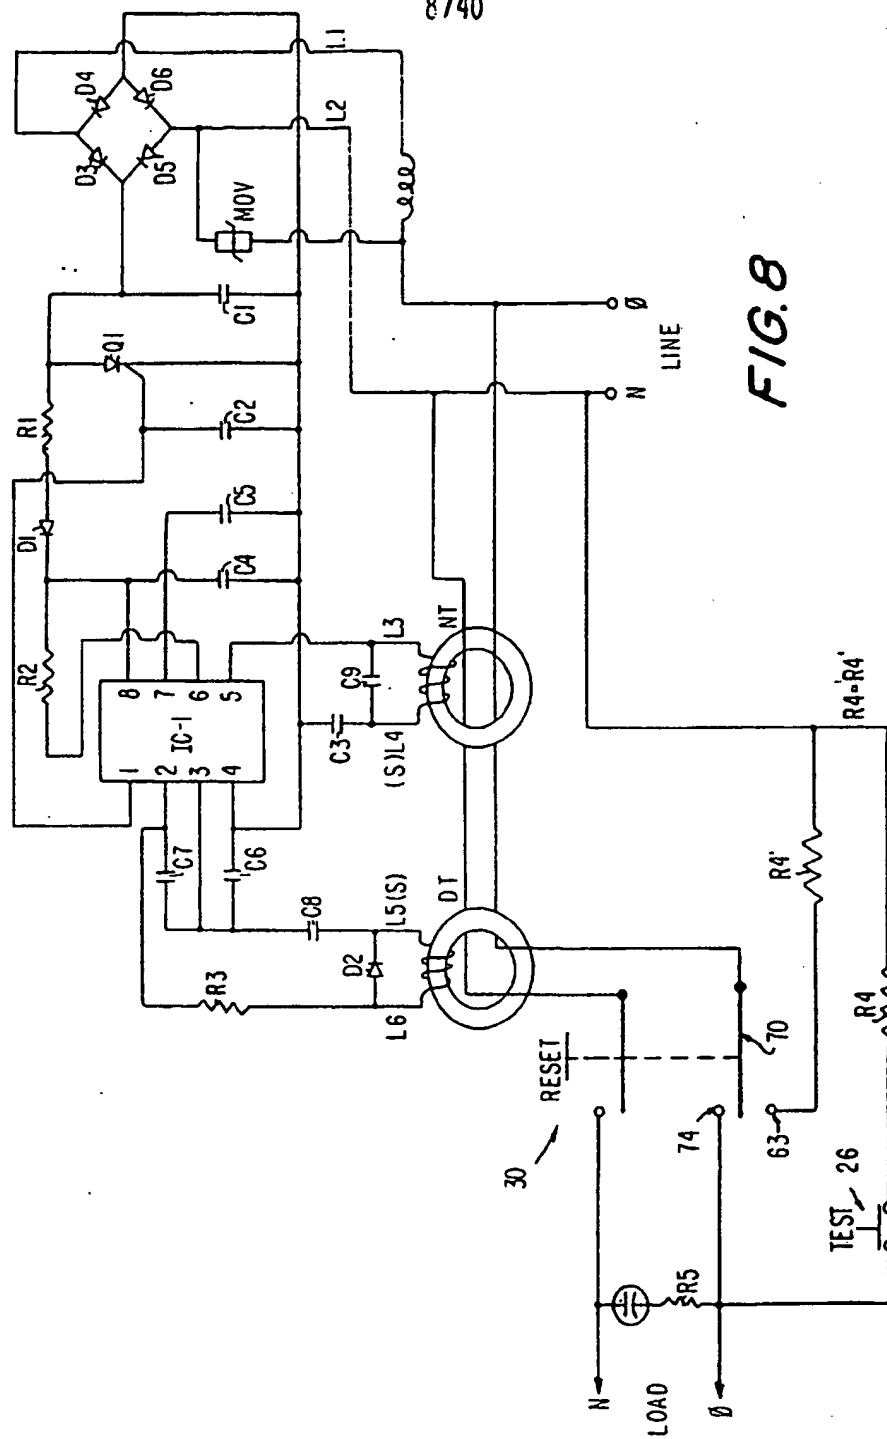 8740
L1
L2
D4
D6
D3
D5
MOV
C1
Q1
R1
C2
D1
C5
C4
R2
IC-1
1
2
3
4
8
7
6
5
C7
C6
C8
R3
D2
L5(S)
L6
DT
C3
C9
L3
(S)L4
NT
Ø
N
LINE
FIG. 8
R4='R4'
R4'
R4
RESET
30
70
74
63
TEST
26
R5
N
LOAD
Ø